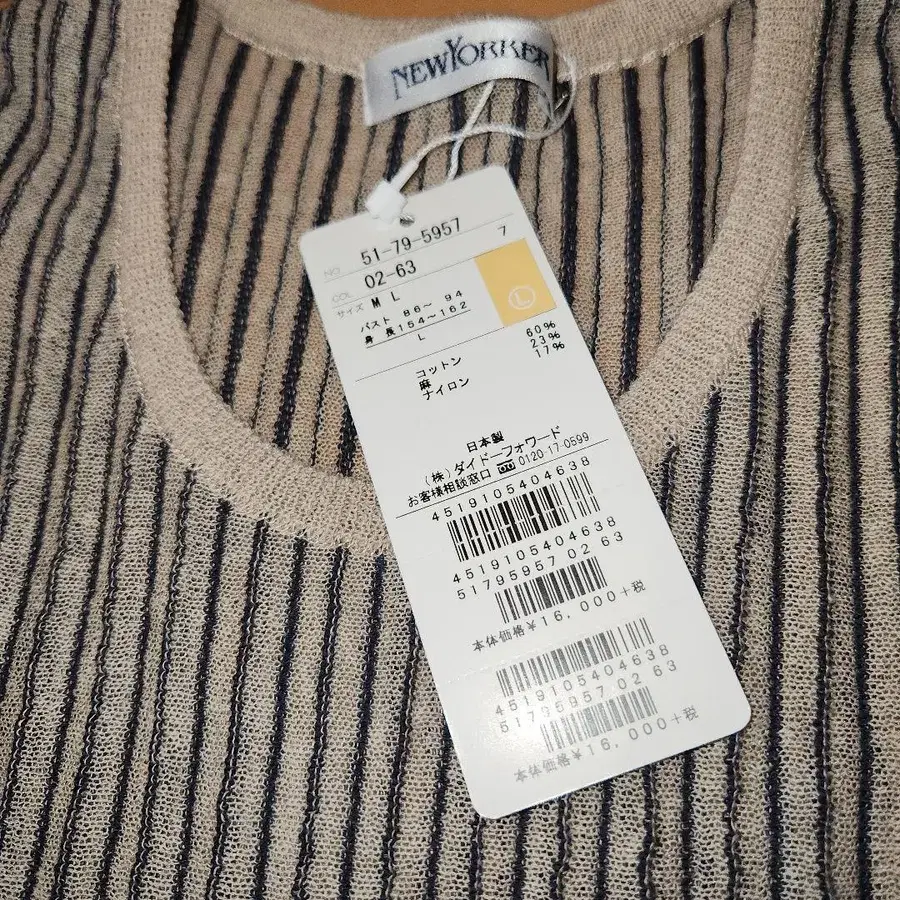 NEWYORKER
NO. 51-79-5957 7
COL 02-63
サイズ M L
バスト 86〜 94
身 長154〜162
L
Ⓛ
コットン 60%
麻 23%
ナイロン 17%
日本製
(株)ダイドーフォワード
お客様相談窓口 0120-17-0599
4519105404638
4519105404638
51795957 02 63
本体価格¥16,000+税
4519105404638
51795957 02 63
本体価格¥16,000+税